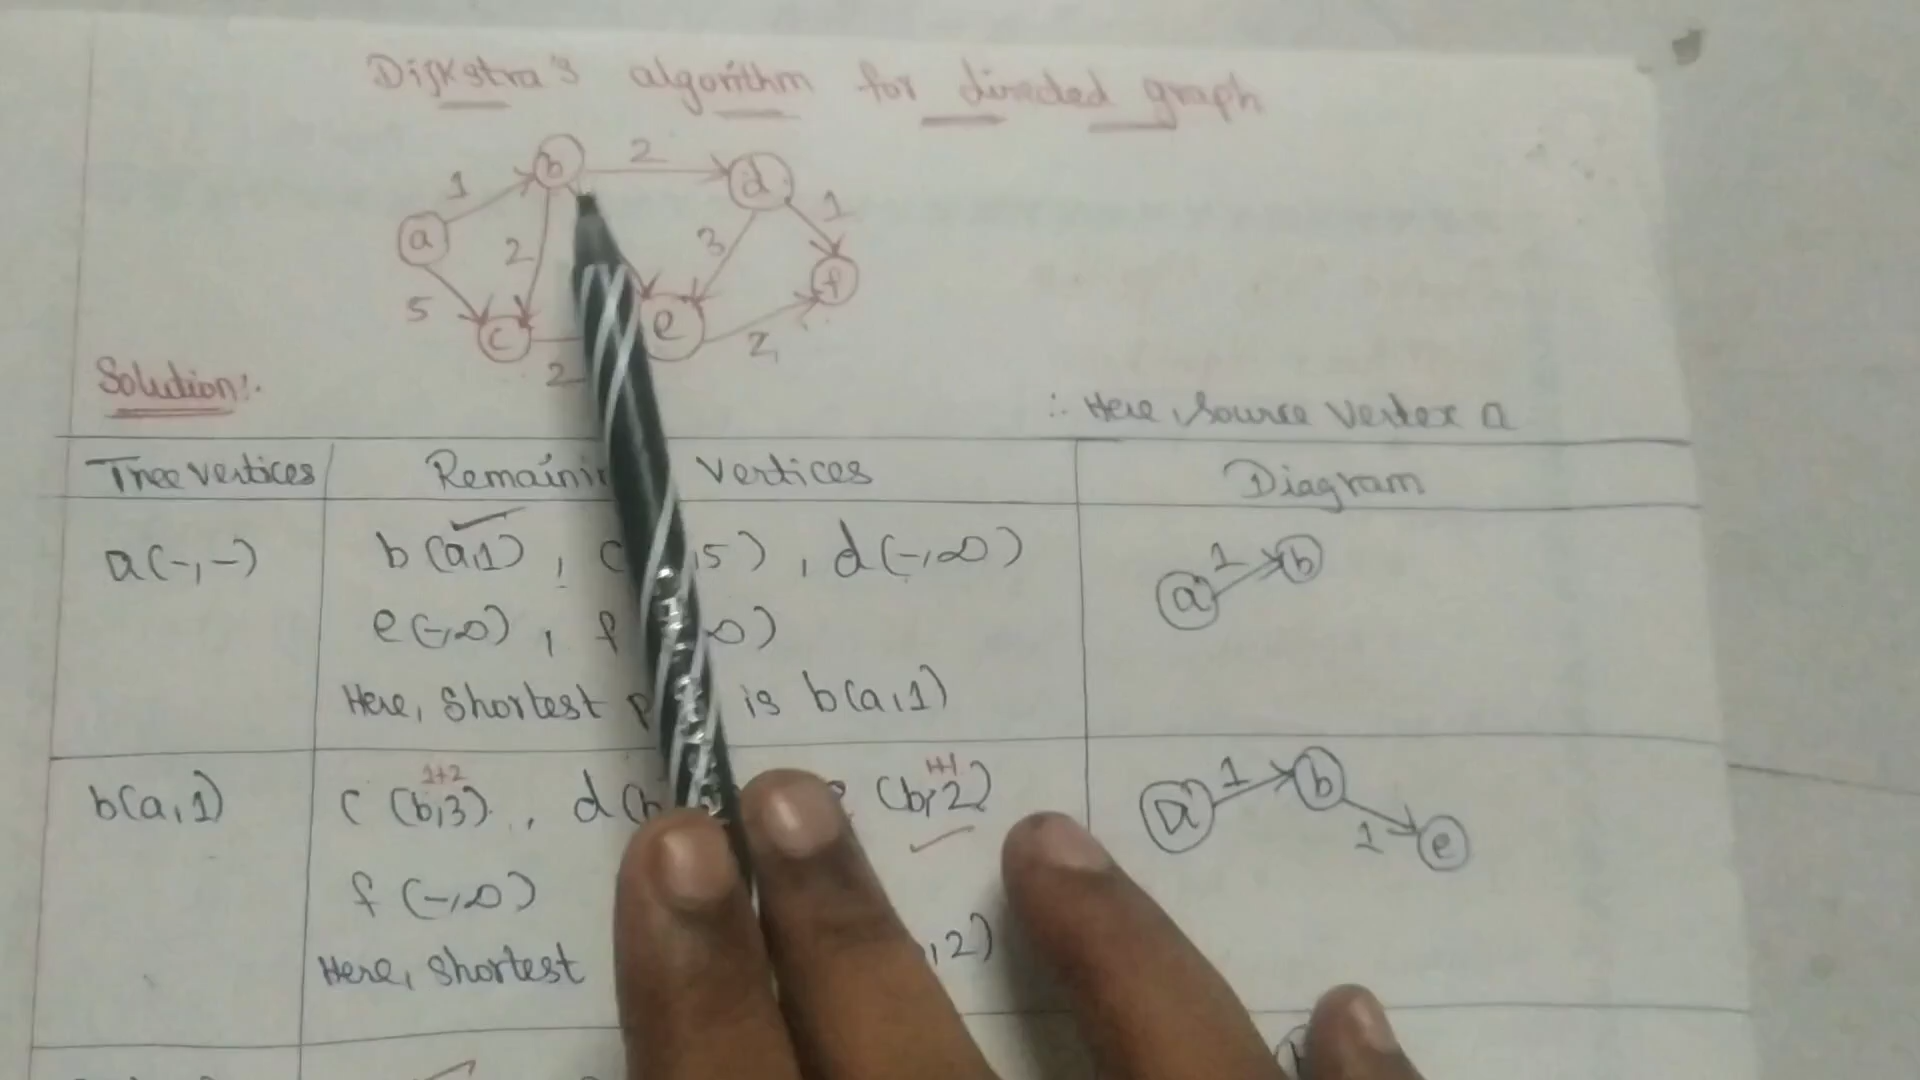 Dijkstra's algorithm for directed graph
b 2 d
1 1
a 2 3 f
5 c e
2 2
Solution:-
∴ Here, Source Vertex a
Tree vertices Vertices Diagram
a(-,-) b(a,1), c 5), d(-,∞) a 1 b
e(-,∞), f ∞)
Here, Shortest is b(a,1)
1+2 1+1
b(a,1) c (b,3), d(b (b,2) a 1 b 1 e
f (-,∞)
Here, shortest ,2)